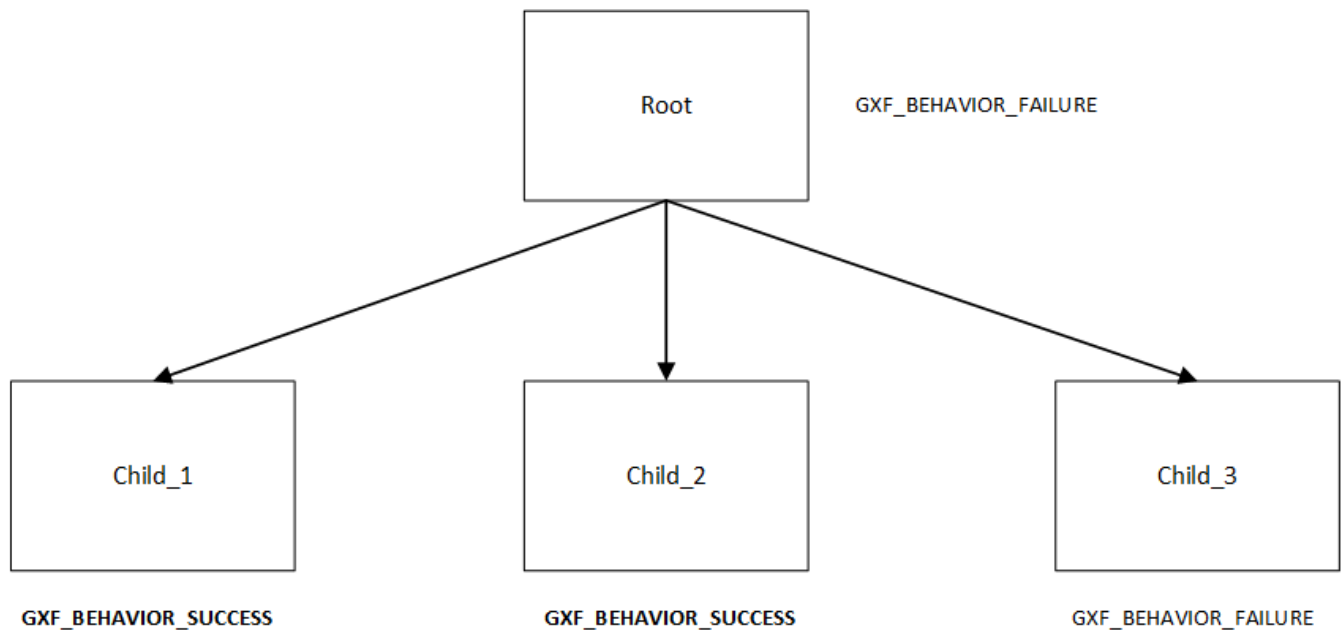 Root
GXF_BEHAVIOR_FAILURE
Child_1
Child_2
Child_3
GXF_BEHAVIOR_SUCCESS
GXF_BEHAVIOR_SUCCESS
GXF_BEHAVIOR_FAILURE